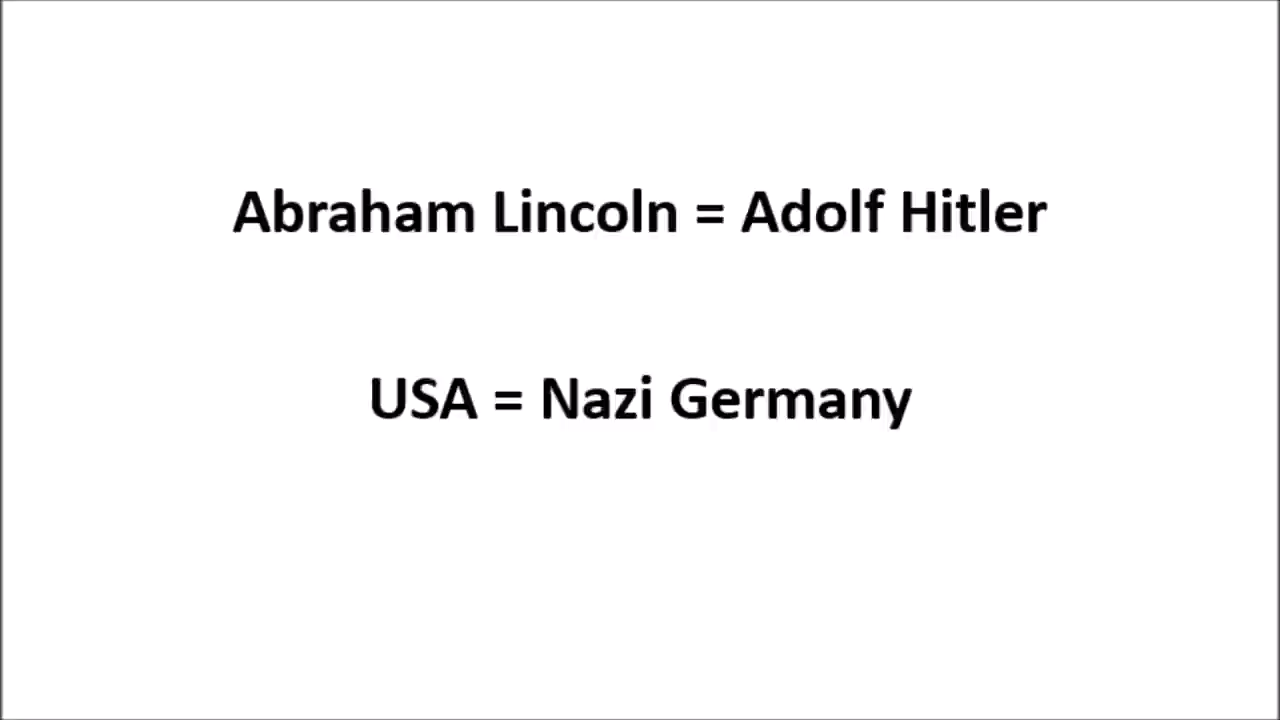 Abraham Lincoln = Adolf Hitler
USA = Nazi Germany